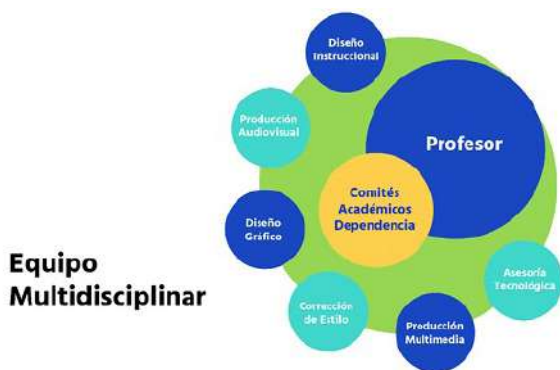 Diseño
Instruccional
Producción
Audiovisual
Profesor
Comités
Académicos
Dependencia
Diseño
Gráfico
Equipo
Multidisciplinar
Corrección
de Estilo
Producción
Multimedia
Asesoría
Tecnológica